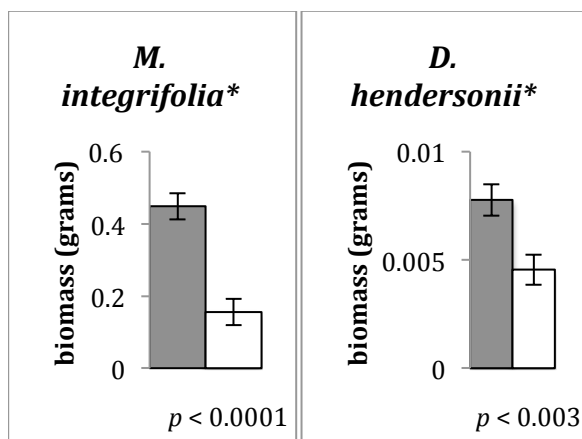 M.
integrifolia*
0.6
0.4
0.2
0
biomass (grams)
p < 0.0001
D.
hendersonii*
0.01
0.005
0
biomass (grams)
p < 0.003